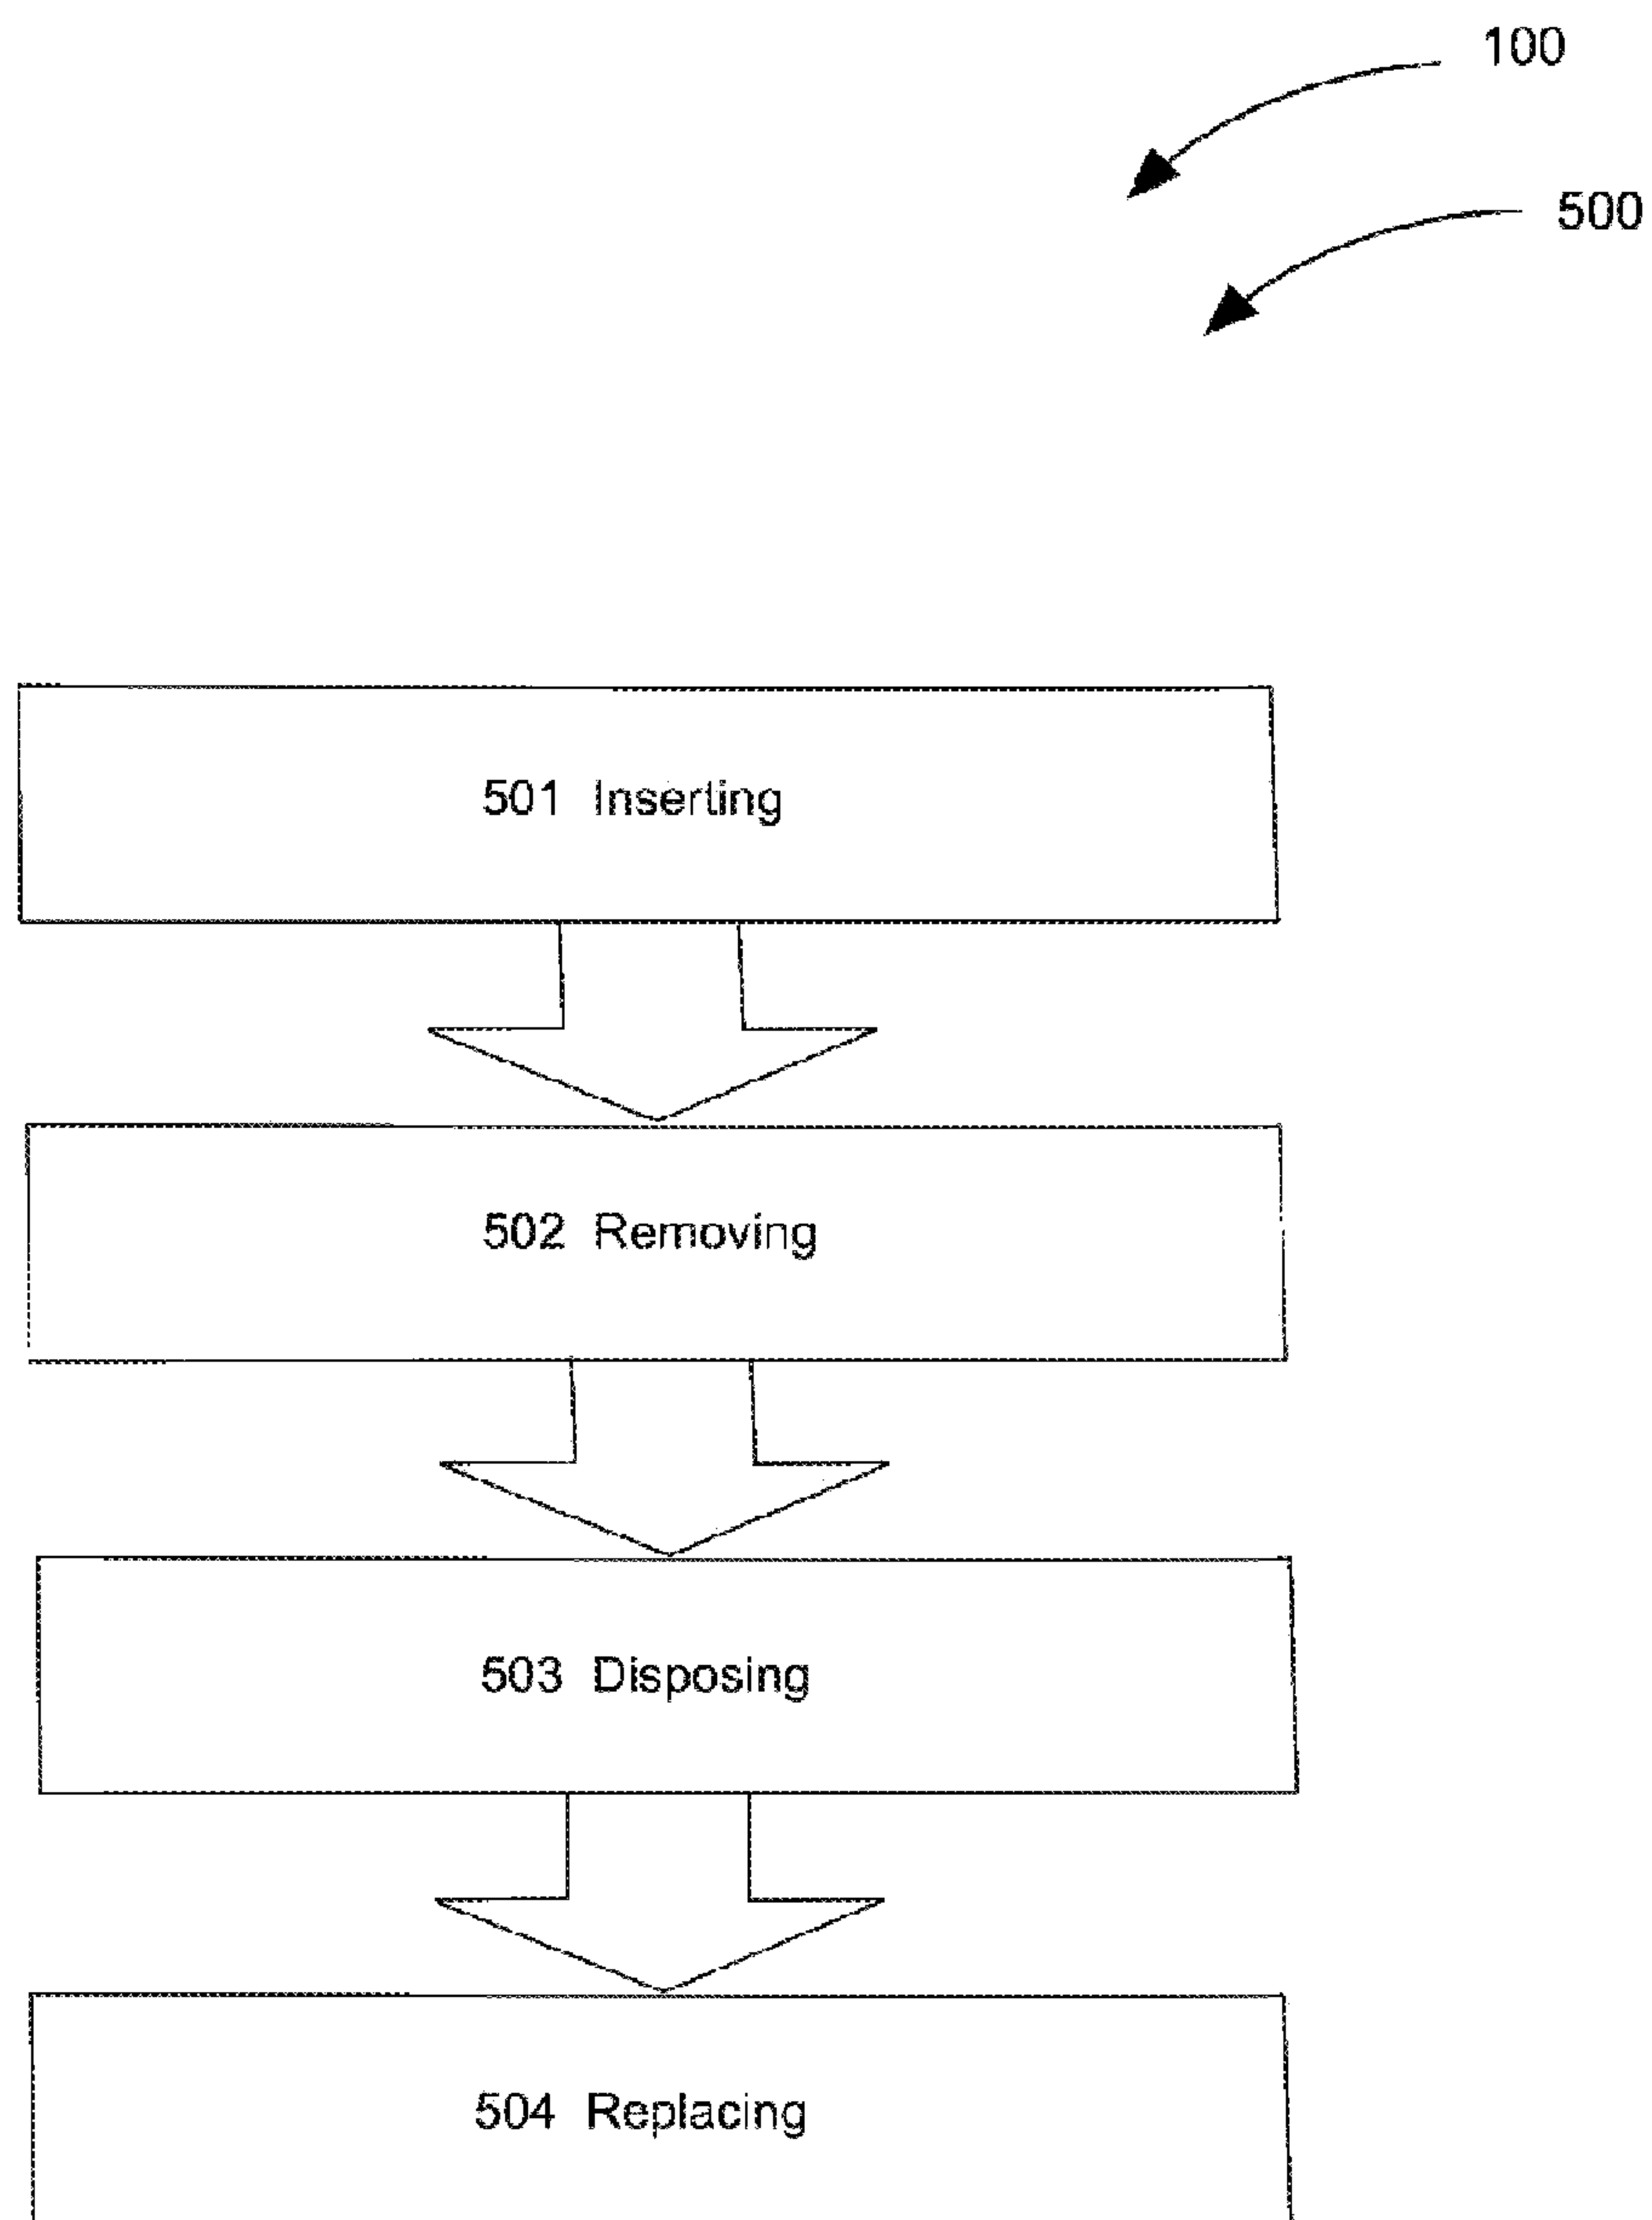 100
500
501 Inserting
502 Removing
503 Disposing
504 Replacing